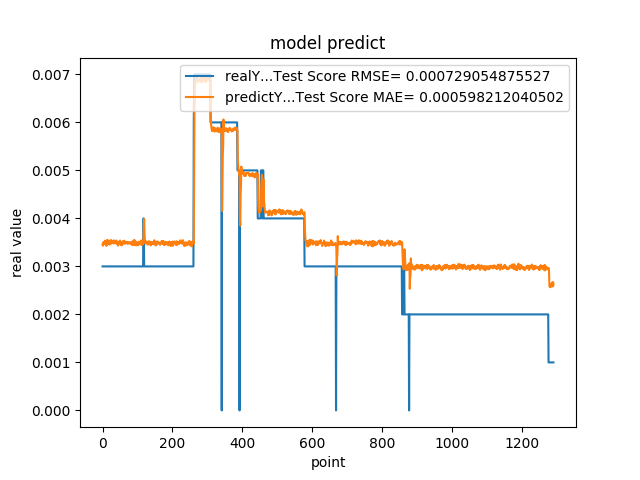 model predict
realY...Test Score RMSE= 0.000729054875527
predictY...Test Score MAE= 0.000598212040502
0.007
0.006
0.005
0.004
0.003
0.002
0.001
0.000
real value
0 200 400 600 800 1000 1200
point